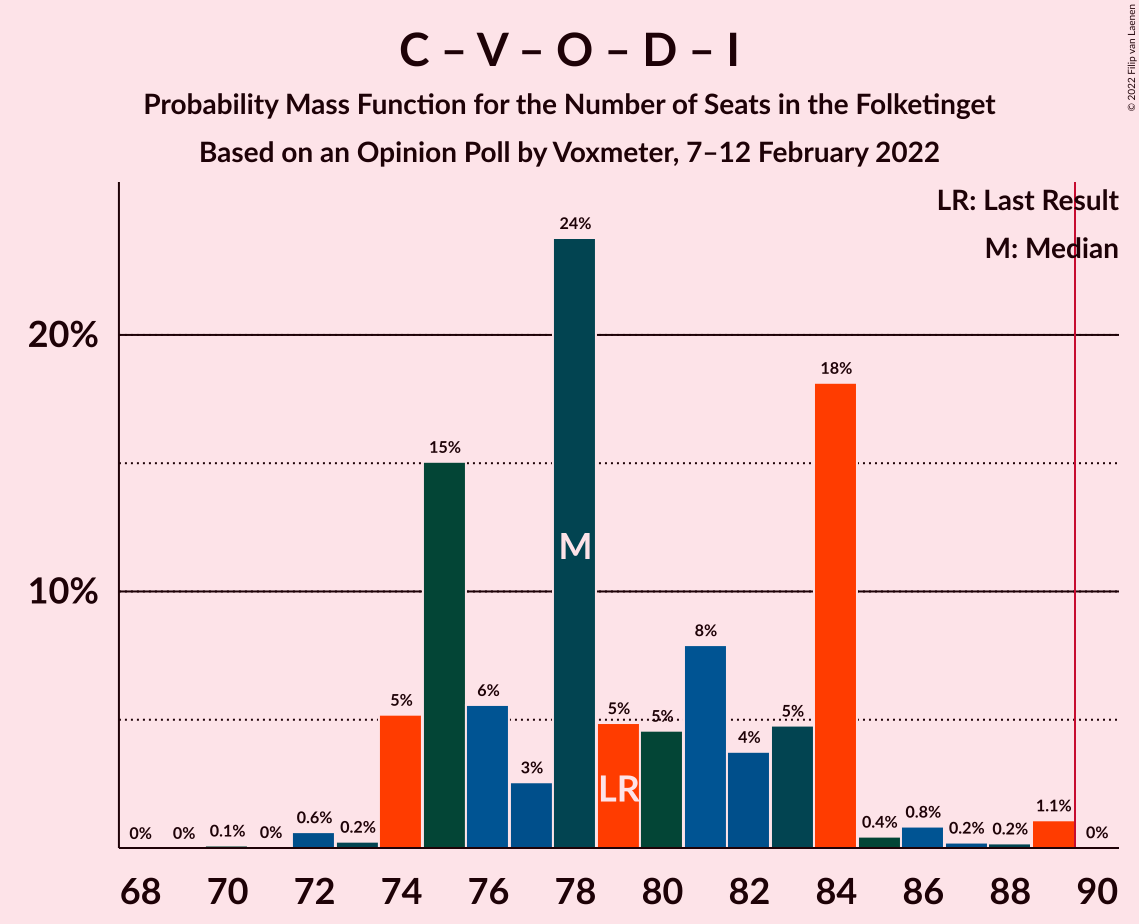 C – V – O – D – I
Probability Mass Function for the Number of Seats in the Folketinget
Based on an Opinion Poll by Voxmeter, 7–12 February 2022
© 2022 Filip van Laenen
LR: Last Result
M: Median
20%
10%
0%
0%
0.1%
0%
0.6%
0.2%
5%
15%
6%
3%
24%
5%
5%
8%
4%
5%
18%
0.4%
0.8%
0.2%
0.2%
1.1%
0%
M
LR
68 70 72 74 76 78 80 82 84 86 88 90